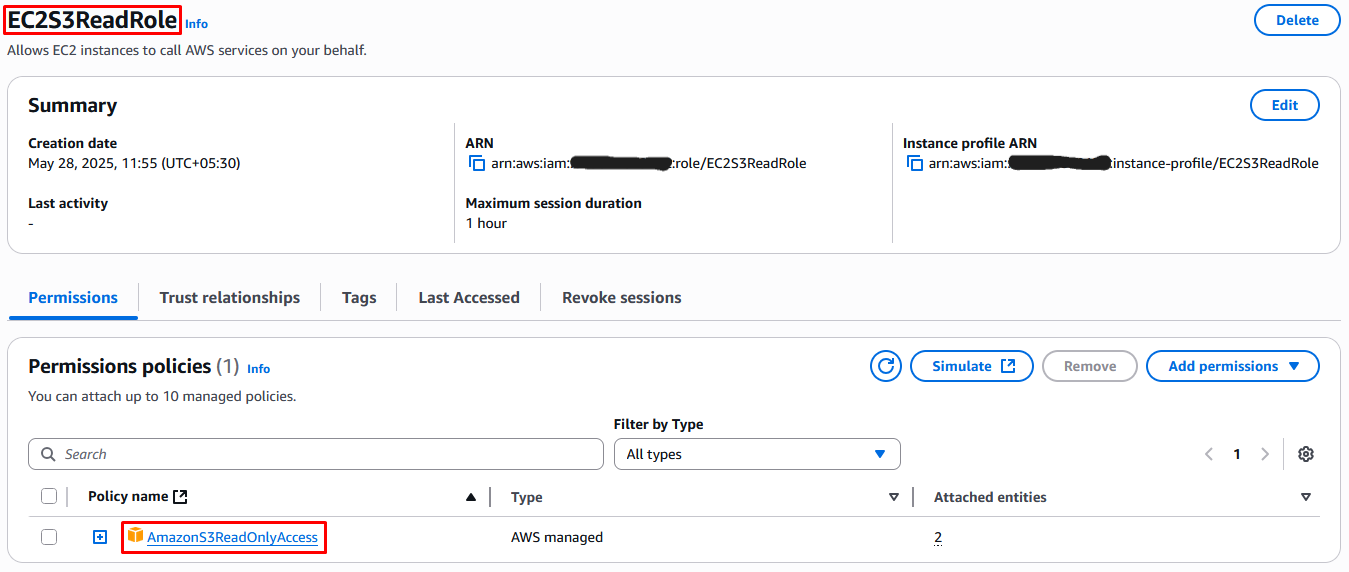 EC2S3ReadRole Info
Delete
Allows EC2 instances to call AWS services on your behalf.
Summary
Edit
Creation date
May 28, 2025, 11:55 (UTC+05:30)
ARN
arn:aws:iam: :role/EC2S3ReadRole
Instance profile ARN
arn:aws:iam: :instance-profile/EC2S3ReadRole
Last activity
-
Maximum session duration
1 hour
Permissions
Trust relationships
Tags
Last Accessed
Revoke sessions
Permissions policies (1) Info
Simulate
Remove
Add permissions
You can attach up to 10 managed policies.
Filter by Type
Search
All types
1
Policy name
Type
Attached entities
AmazonS3ReadOnlyAccess
AWS managed
2